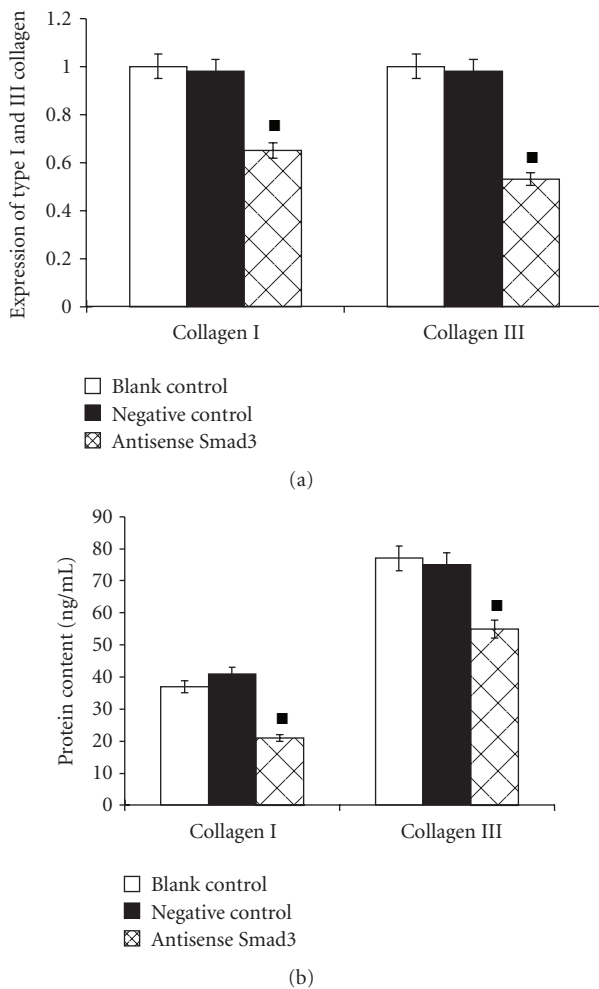 Expression of type I and III collagen
1.2
1
0.8
0.6
0.4
0.2
0
Collagen I Collagen III
Blank control
Negative control
Antisense Smad3
(a)
Protein content (ng/mL)
90
80
70
60
50
40
30
20
10
0
Collagen I Collagen III
Blank control
Negative control
Antisense Smad3
(b)